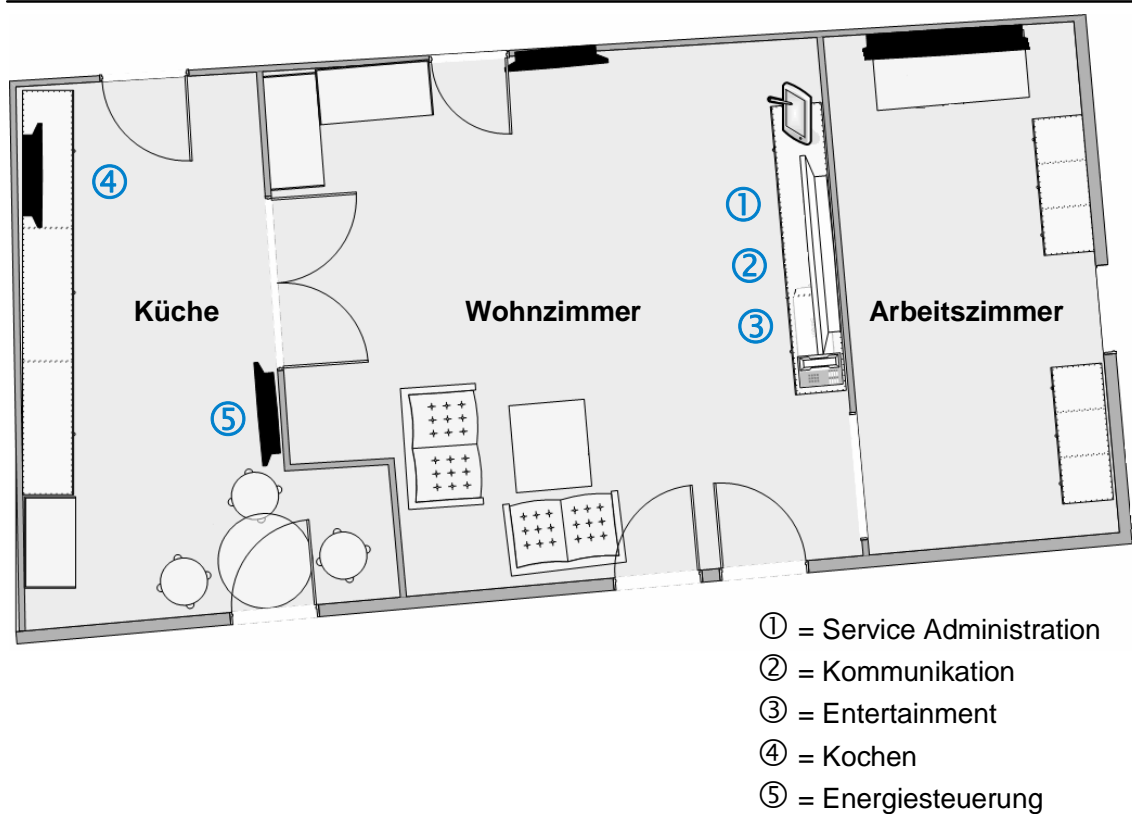 ④
①
②
Küche
Wohnzimmer
③
Arbeitszimmer
⑤
① = Service Administration
② = Kommunikation
③ = Entertainment
④ = Kochen
⑤ = Energiesteuerung